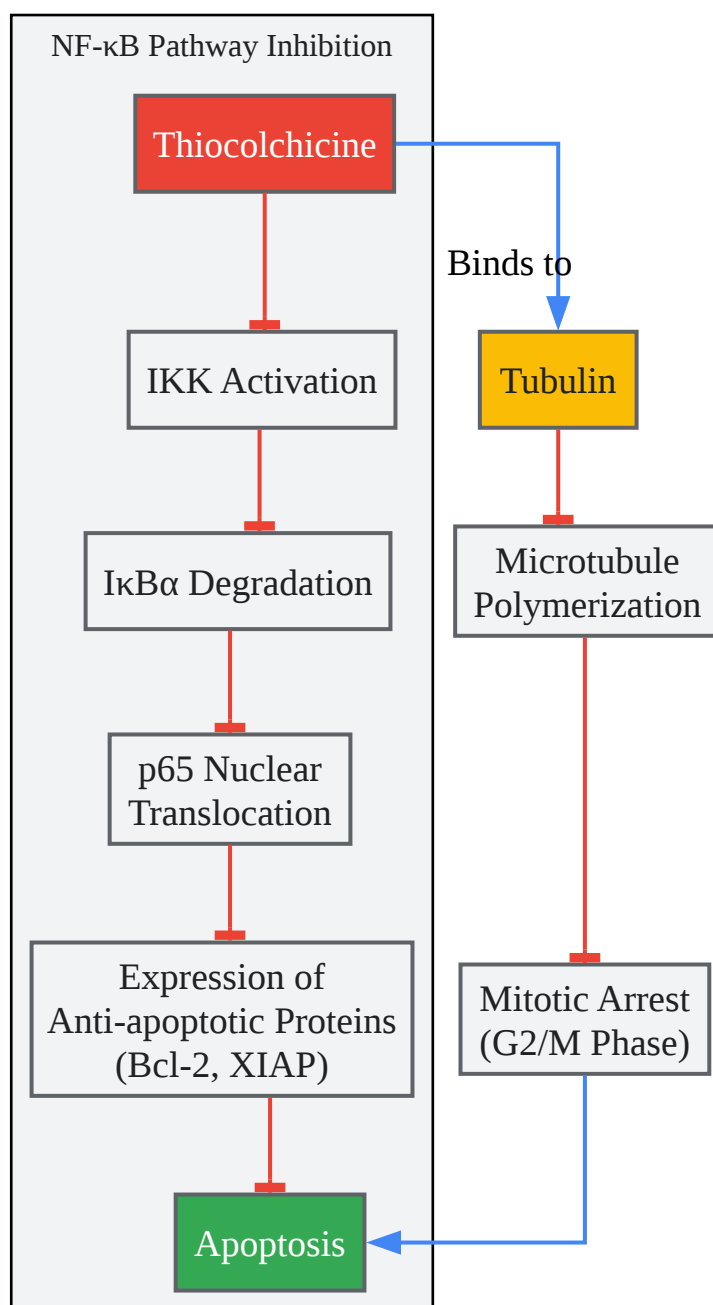 NF-κB Pathway Inhibition
Thiocolchicine
Binds to
IKK Activation
Tubulin
IκBα Degradation
Microtubule
Polymerization
p65 Nuclear
Translocation
Expression of
Anti-apoptotic Proteins
(Bcl-2, XIAP)
Mitotic Arrest
(G2/M Phase)
Apoptosis